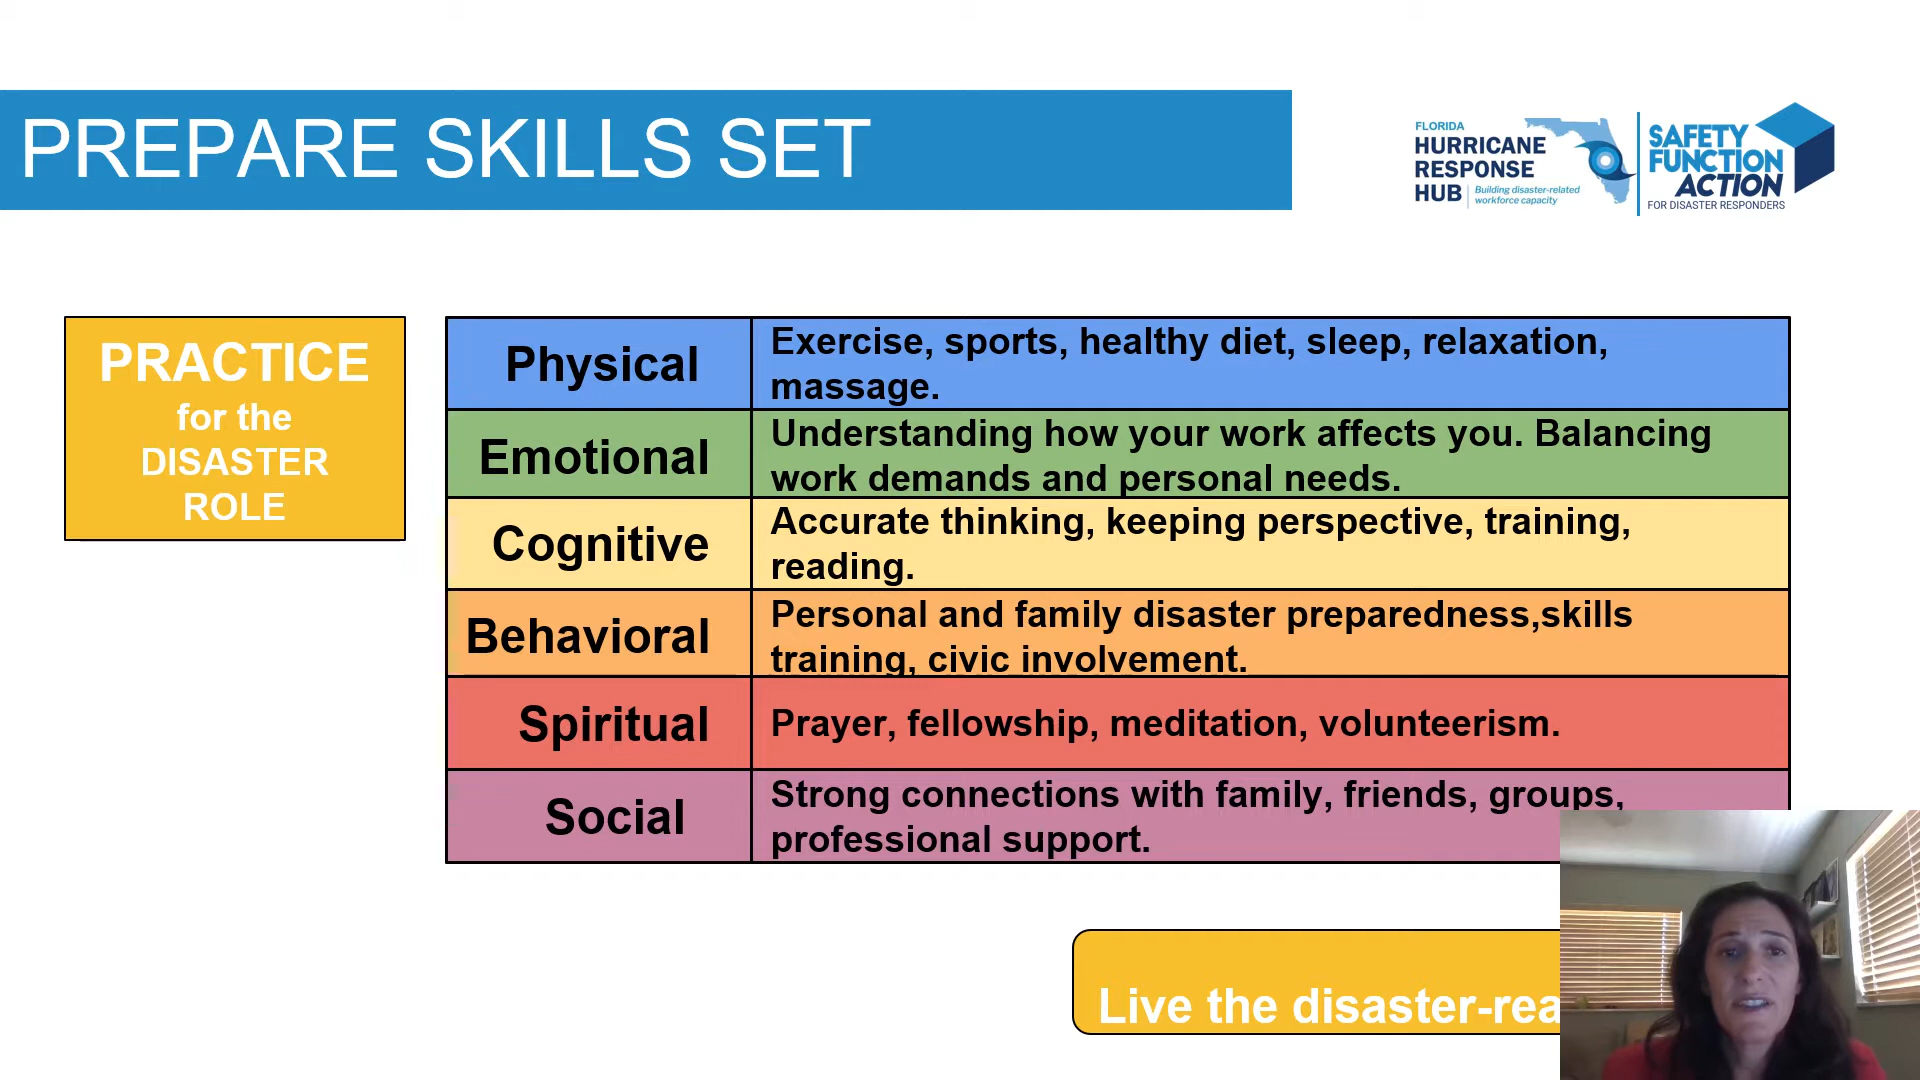 PREPARE SKILLS SET
FLORIDA
HURRICANE
RESPONSE
HUB
Building disaster-related
workforce capacity
SAFETY
FUNCTION
ACTION
FOR DISASTER RESPONDERS
PRACTICE
for the
DISASTER
ROLE
Physical
Exercise, sports, healthy diet, sleep, relaxation,
massage.
Emotional
Understanding how your work affects you. Balancing
work demands and personal needs.
Cognitive
Accurate thinking, keeping perspective, training,
reading.
Behavioral
Personal and family disaster preparedness,skills
training, civic involvement.
Spiritual
Prayer, fellowship, meditation, volunteerism.
Social
Strong connections with family, friends, groups,
professional support.
Live the disaster-rea